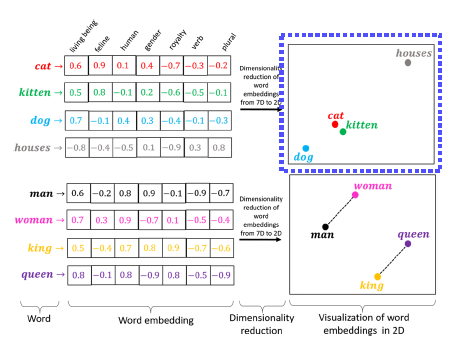 living being feline human gender royalty verb plural
cat → 0.6 0.9 0.1 0.4 −0.7 −0.3 −0.2
kitten → 0.5 0.8 −0.1 0.2 −0.6 −0.5 −0.1
dog → 0.7 −0.1 0.4 0.3 −0.4 −0.1 −0.3
houses → −0.8 −0.4 −0.5 0.1 −0.9 0.3 0.8
Dimensionality
reduction of
word
embeddings
from 7D to 2D
houses
cat
kitten
dog
man → 0.6 −0.2 0.8 0.9 −0.1 −0.9 −0.7
woman → 0.7 0.3 0.9 −0.7 0.1 −0.5 −0.4
king → 0.5 −0.4 0.7 0.8 0.9 −0.7 −0.6
queen → 0.8 −0.1 0.8 −0.9 0.8 −0.5 −0.9
Dimensionality
reduction of
word
embeddings
from 7D to 2D
woman
man
queen
king
Word
Word embedding
Dimensionality
reduction
Visualization of word
embeddings in 2D